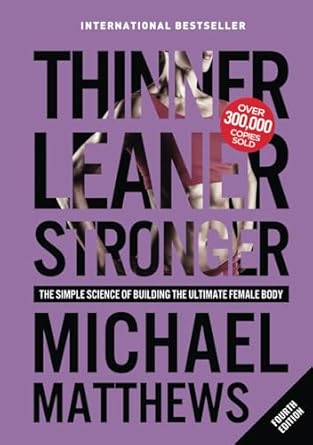 INTERNATIONAL BESTSELLER
THINNER
LEANER
OVER
300,000
COPIES
SOLD
STRONGER
THE SIMPLE SCIENCE OF BUILDING THE ULTIMATE FEMALE BODY
MICHAEL
MATTHEWS
FOURTH
EDITION